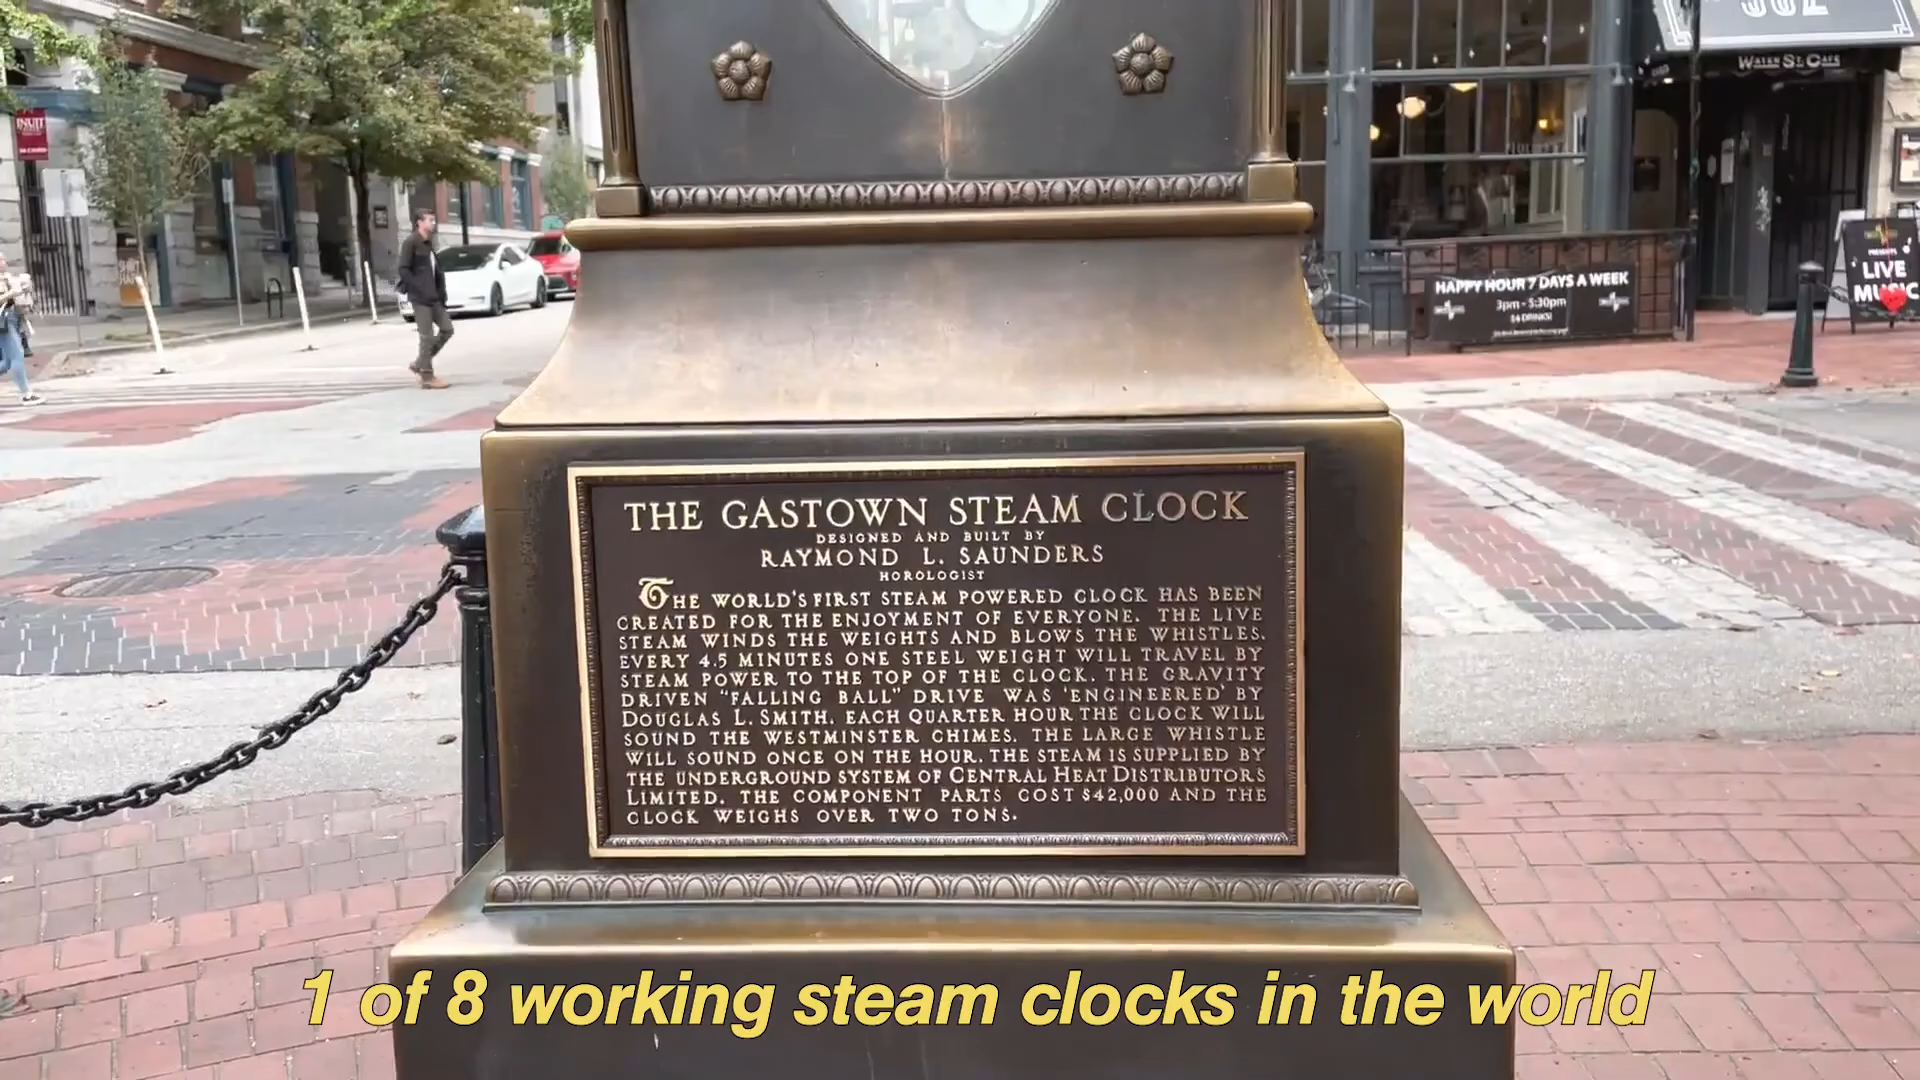 WATER ST. CAFE
INUIT
HAPPY HOUR 7 DAYS A WEEK
3pm - 5:30pm
$4 DRINKS!
LIVE
MUSIC
THE GASTOWN STEAM CLOCK
DESIGNED AND BUILT BY
RAYMOND L. SAUNDERS
HOROLOGIST
THE WORLD'S FIRST STEAM POWERED CLOCK HAS BEEN
CREATED FOR THE ENJOYMENT OF EVERYONE. THE LIVE
STEAM WINDS THE WEIGHTS AND BLOWS THE WHISTLES.
EVERY 4.5 MINUTES ONE STEEL WEIGHT WILL TRAVEL BY
STEAM POWER TO THE TOP OF THE CLOCK. THE GRAVITY
DRIVEN "FALLING BALL" DRIVE WAS 'ENGINEERED' BY
DOUGLAS L. SMITH. EACH QUARTER HOUR THE CLOCK WILL
SOUND THE WESTMINSTER CHIMES. THE LARGE WHISTLE
WILL SOUND ONCE ON THE HOUR. THE STEAM IS SUPPLIED BY
THE UNDERGROUND SYSTEM OF CENTRAL HEAT DISTRIBUTORS
LIMITED. THE COMPONENT PARTS COST $42,000 AND THE
CLOCK WEIGHS OVER TWO TONS.
1 of 8 working steam clocks in the world